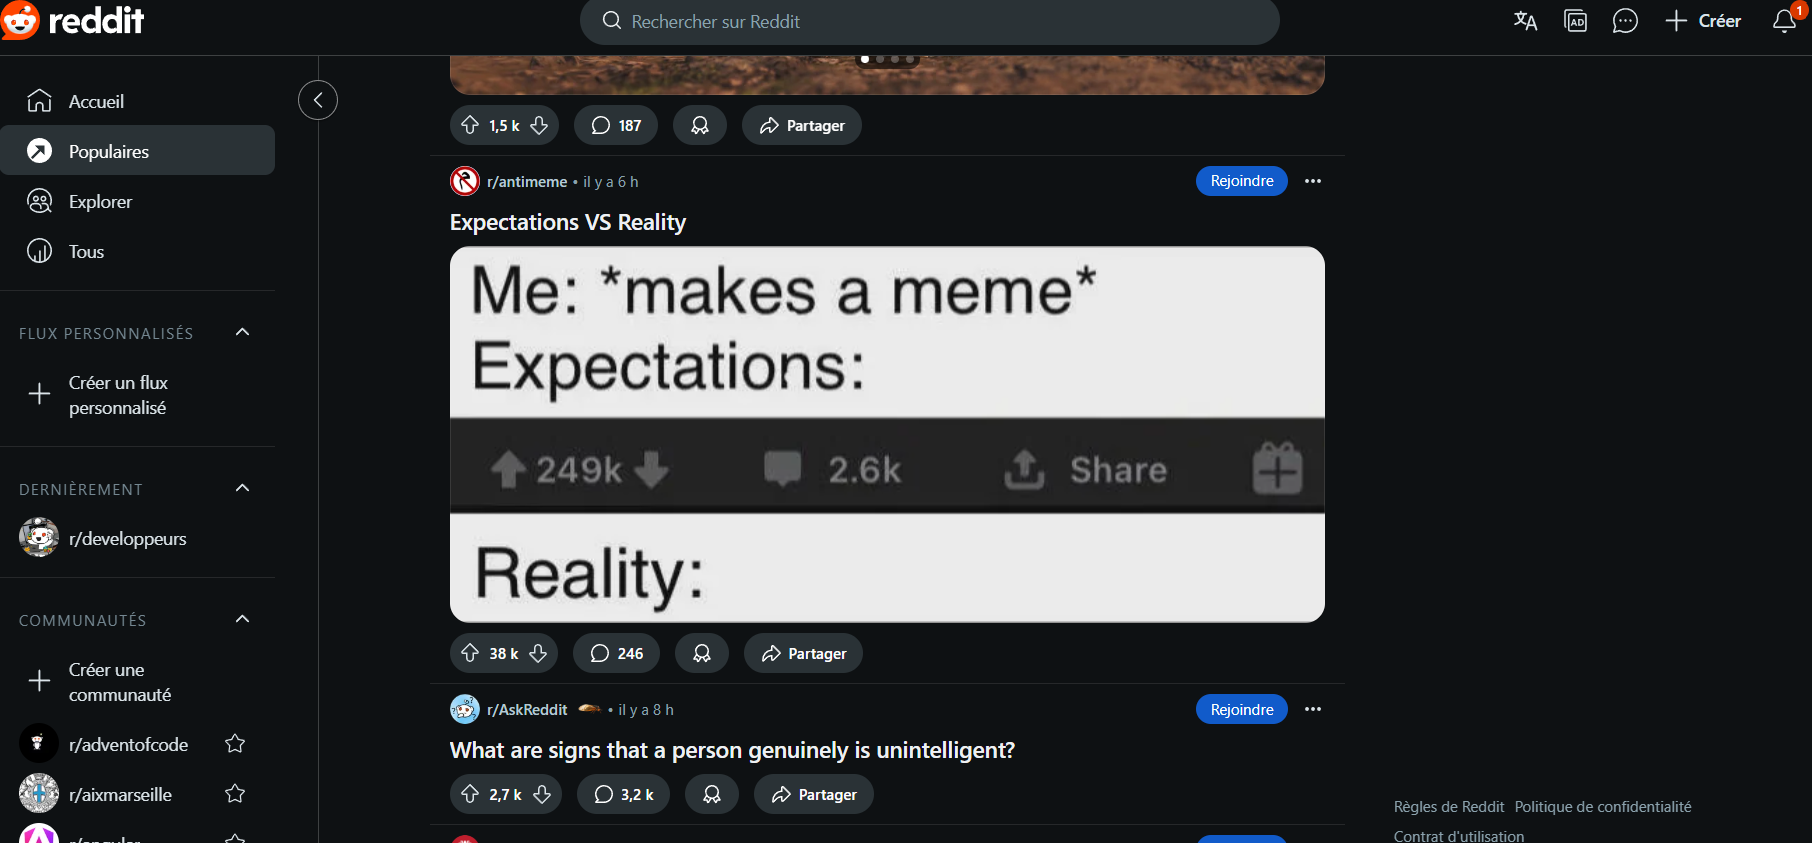 reddit
Rechercher sur Reddit
AD
Créer
1
Accueil
Populaires
Explorer
Tous
FLUX PERSONNALISÉS
Créer un flux
personnalisé
DERNIÈREMENT
r/developpeurs
COMMUNAUTÉS
Créer une
communauté
r/adventofcode
r/aixmarseille
r/angular
1,5 k
187
Partager
r/antimeme • il y a 6 h
Rejoindre
Expectations VS Reality
Me: *makes a meme*
Expectations:
249k 2.6k Share
Reality:
38 k
246
Partager
r/AskReddit • il y a 8 h
Rejoindre
What are signs that a person genuinely is unintelligent?
2,7 k
3,2 k
Partager
Règles de Reddit Politique de confidentialité
Contrat d'utilisation